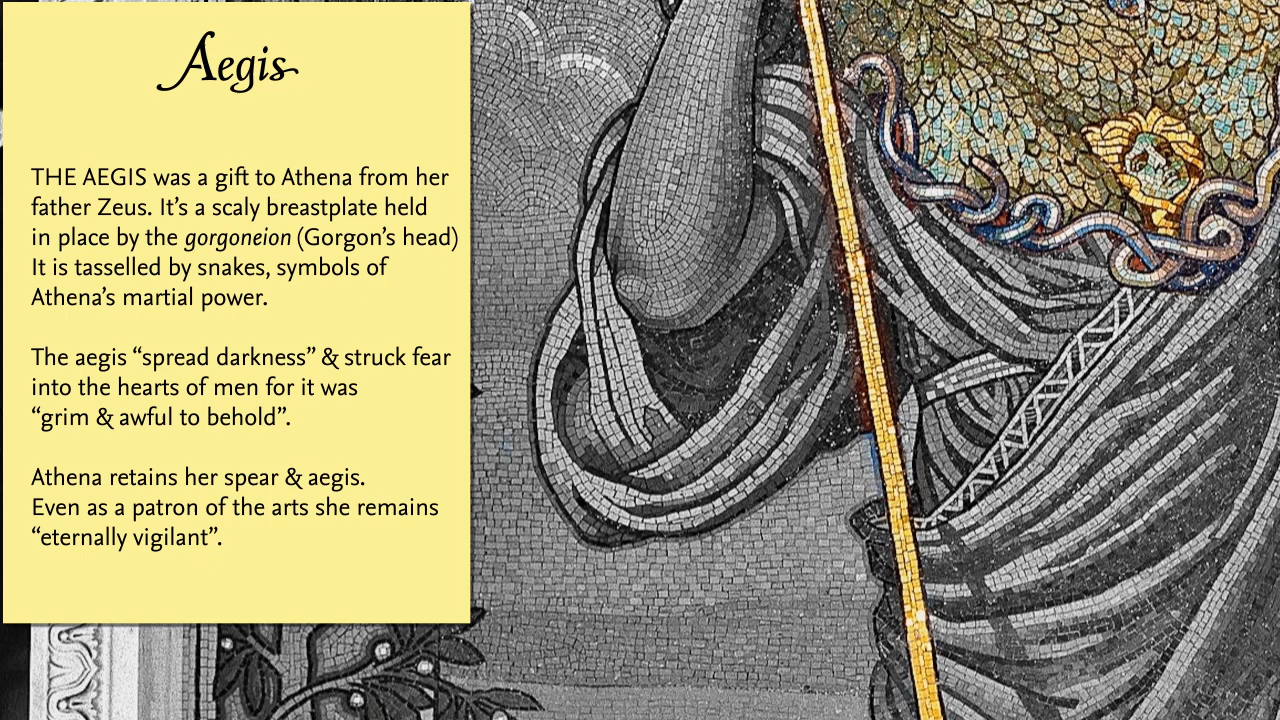 Aegis
THE AEGIS was a gift to Athena from her
father Zeus. It’s a scaly breastplate held
in place by the gorgoneion (Gorgon’s head)
It is tasselled by snakes, symbols of
Athena’s martial power.
The aegis “spread darkness” & struck fear
into the hearts of men for it was
“grim & awful to behold”.
Athena retains her spear & aegis.
Even as a patron of the arts she remains
“eternally vigilant”.